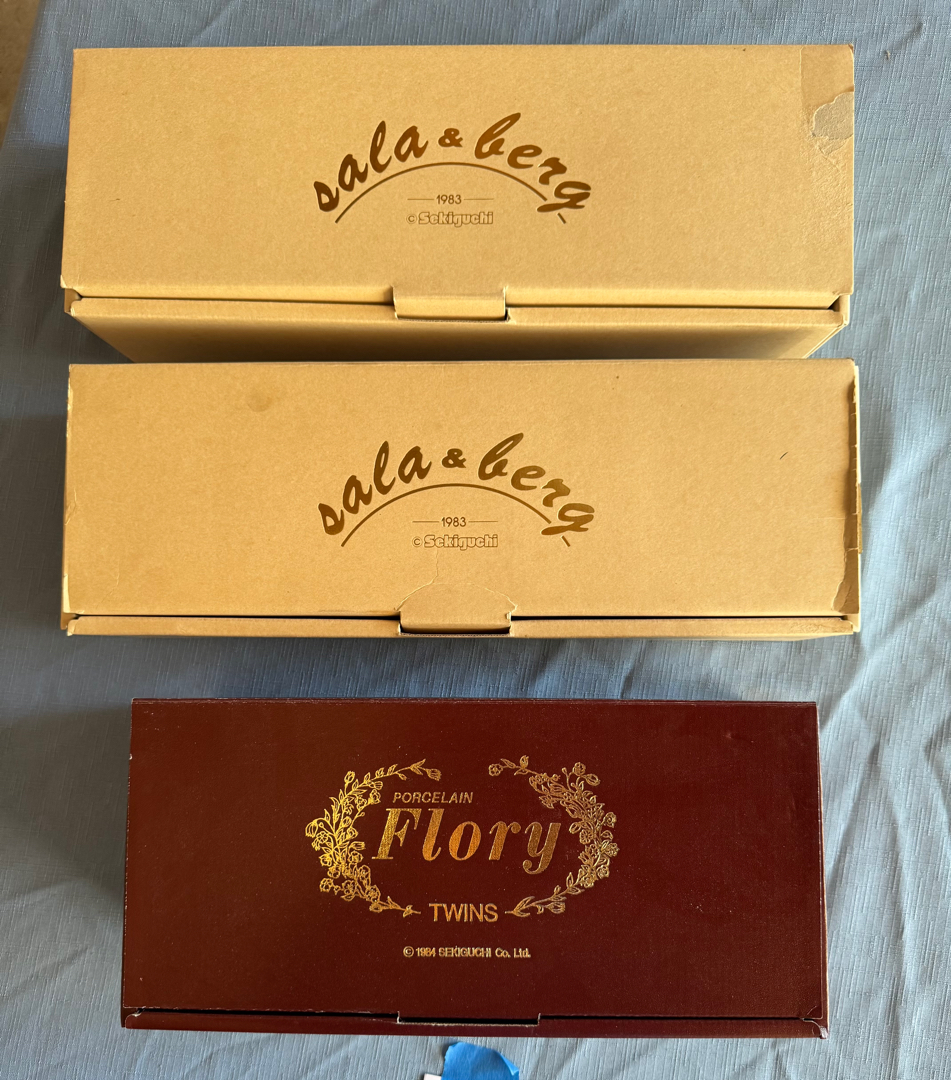 sala & berg
1983
© Sekiguchi
sala & berg
1983
© Sekiguchi
PORCELAIN
Flory
TWINS
© 1984 SEKIGUCHI Co. Ltd.